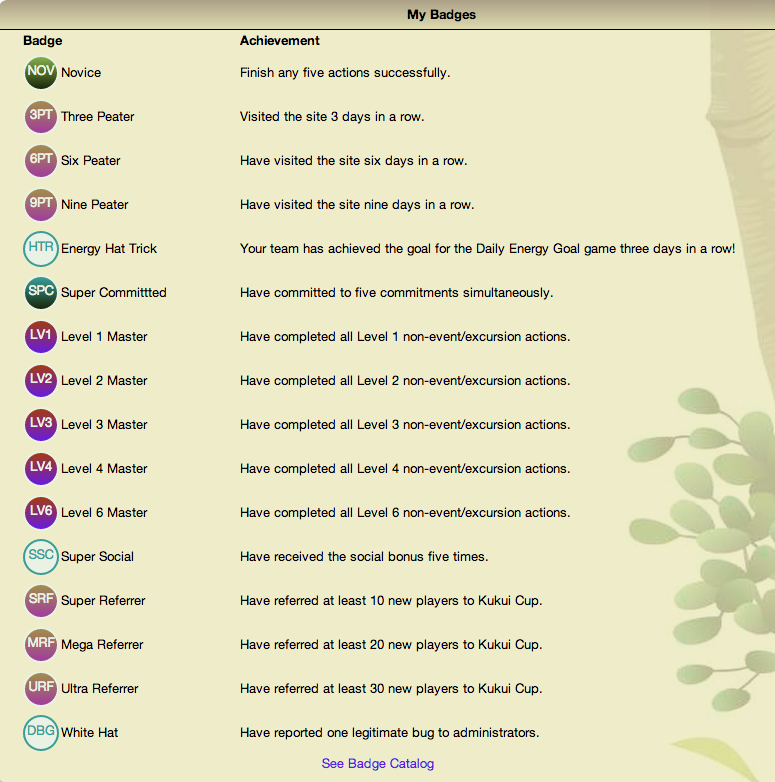 My Badges
Badge Achievement
NOV Novice Finish any five actions successfully.
3PT Three Peater Visited the site 3 days in a row.
6PT Six Peater Have visited the site six days in a row.
9PT Nine Peater Have visited the site nine days in a row.
HTR Energy Hat Trick Your team has achieved the goal for the Daily Energy Goal game three days in a row!
SPC Super Committted Have committed to five commitments simultaneously.
LV1 Level 1 Master Have completed all Level 1 non-event/excursion actions.
LV2 Level 2 Master Have completed all Level 2 non-event/excursion actions.
LV3 Level 3 Master Have completed all Level 3 non-event/excursion actions.
LV4 Level 4 Master Have completed all Level 4 non-event/excursion actions.
LV6 Level 6 Master Have completed all Level 6 non-event/excursion actions.
SSC Super Social Have received the social bonus five times.
SRF Super Referrer Have referred at least 10 new players to Kukui Cup.
MRF Mega Referrer Have referred at least 20 new players to Kukui Cup.
URF Ultra Referrer Have referred at least 30 new players to Kukui Cup.
DBG White Hat Have reported one legitimate bug to administrators.
See Badge Catalog